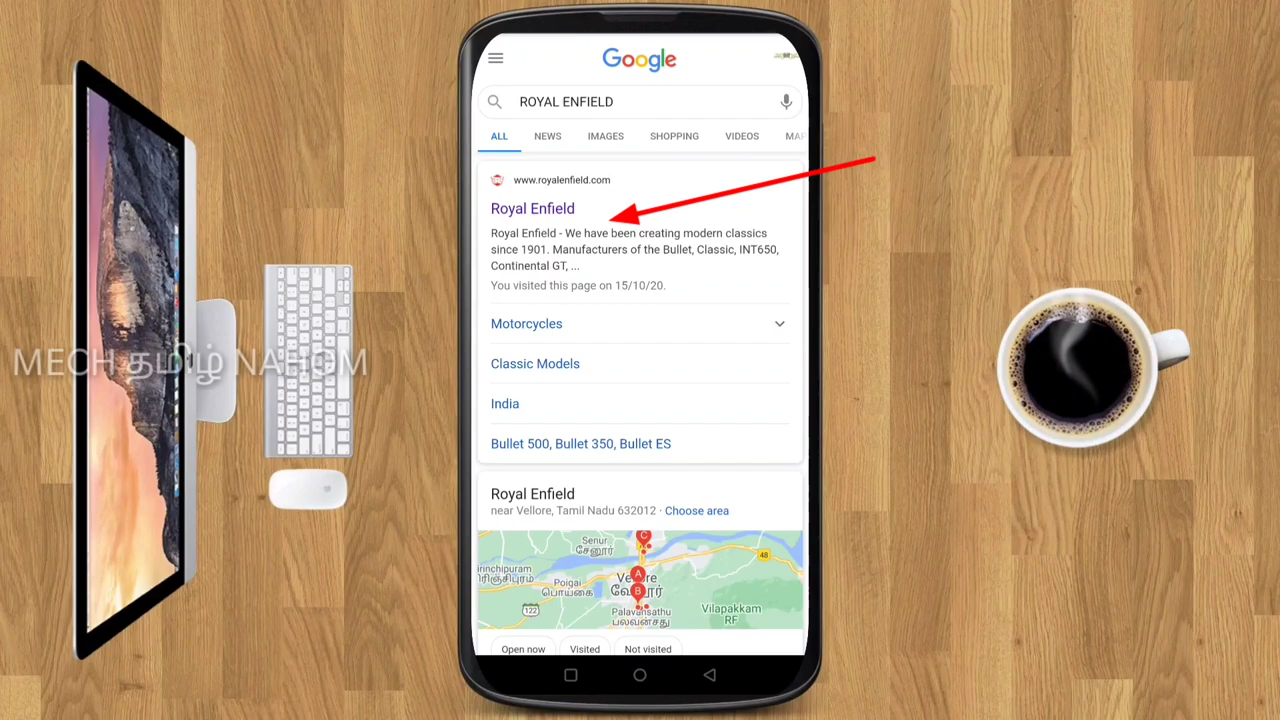 Google
ROYAL ENFIELD
ALL NEWS IMAGES SHOPPING VIDEOS
www.royalenfield.com
Royal Enfield
Royal Enfield - We have been creating modern classics
since 1901. Manufacturers of the Bullet, Classic, INT650,
Continental GT, ...
You visited this page on 15/10/20.
Motorcycles
Classic Models
India
Bullet 500, Bullet 350, Bullet ES
Royal Enfield
near Vellore, Tamil Nadu 632012 · Choose area
C
Senur
சேனூர்
48
A
B
Poigai
பொய்கை
122
Palavansathu
பலவன்சது
Vilapakkam
RF
Open now Visited Not visited
MECH தமிழ் NAHOM